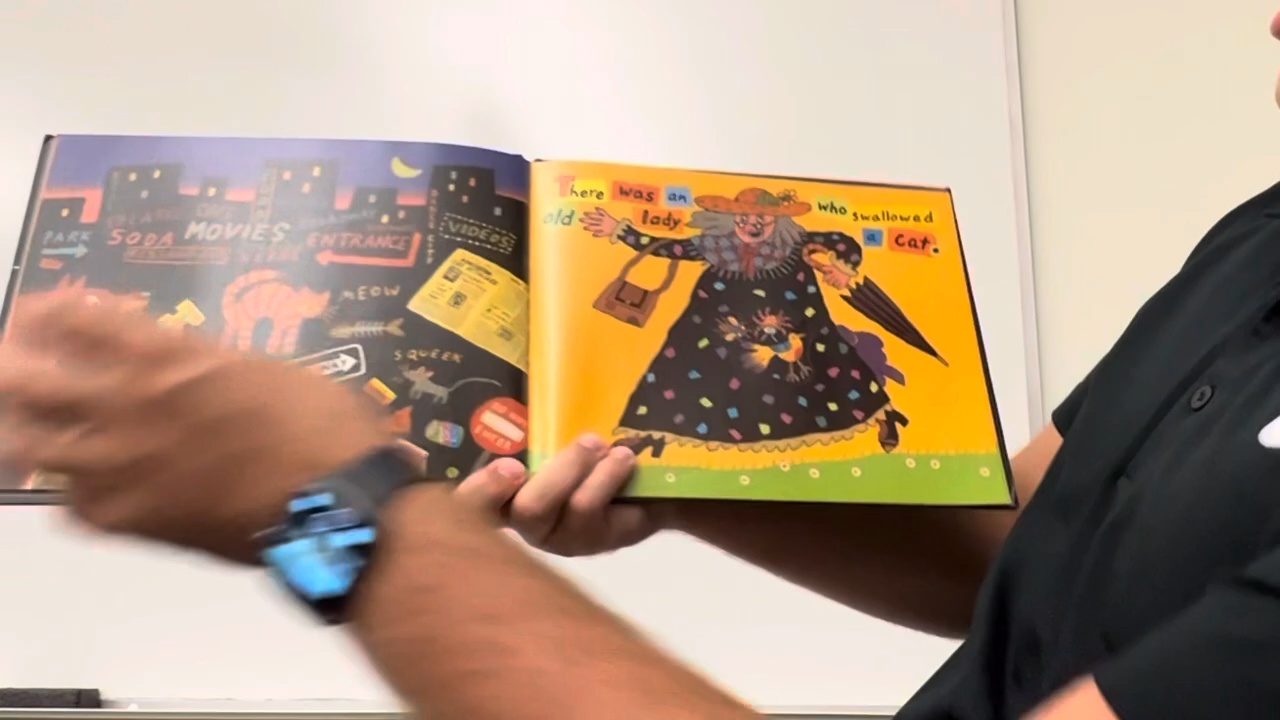 PARK
SODA
MOVIES
ENTRANCE
VIDEOS!
MEOW
SQUEEK
There was an
old lady
who swallowed
a cat.